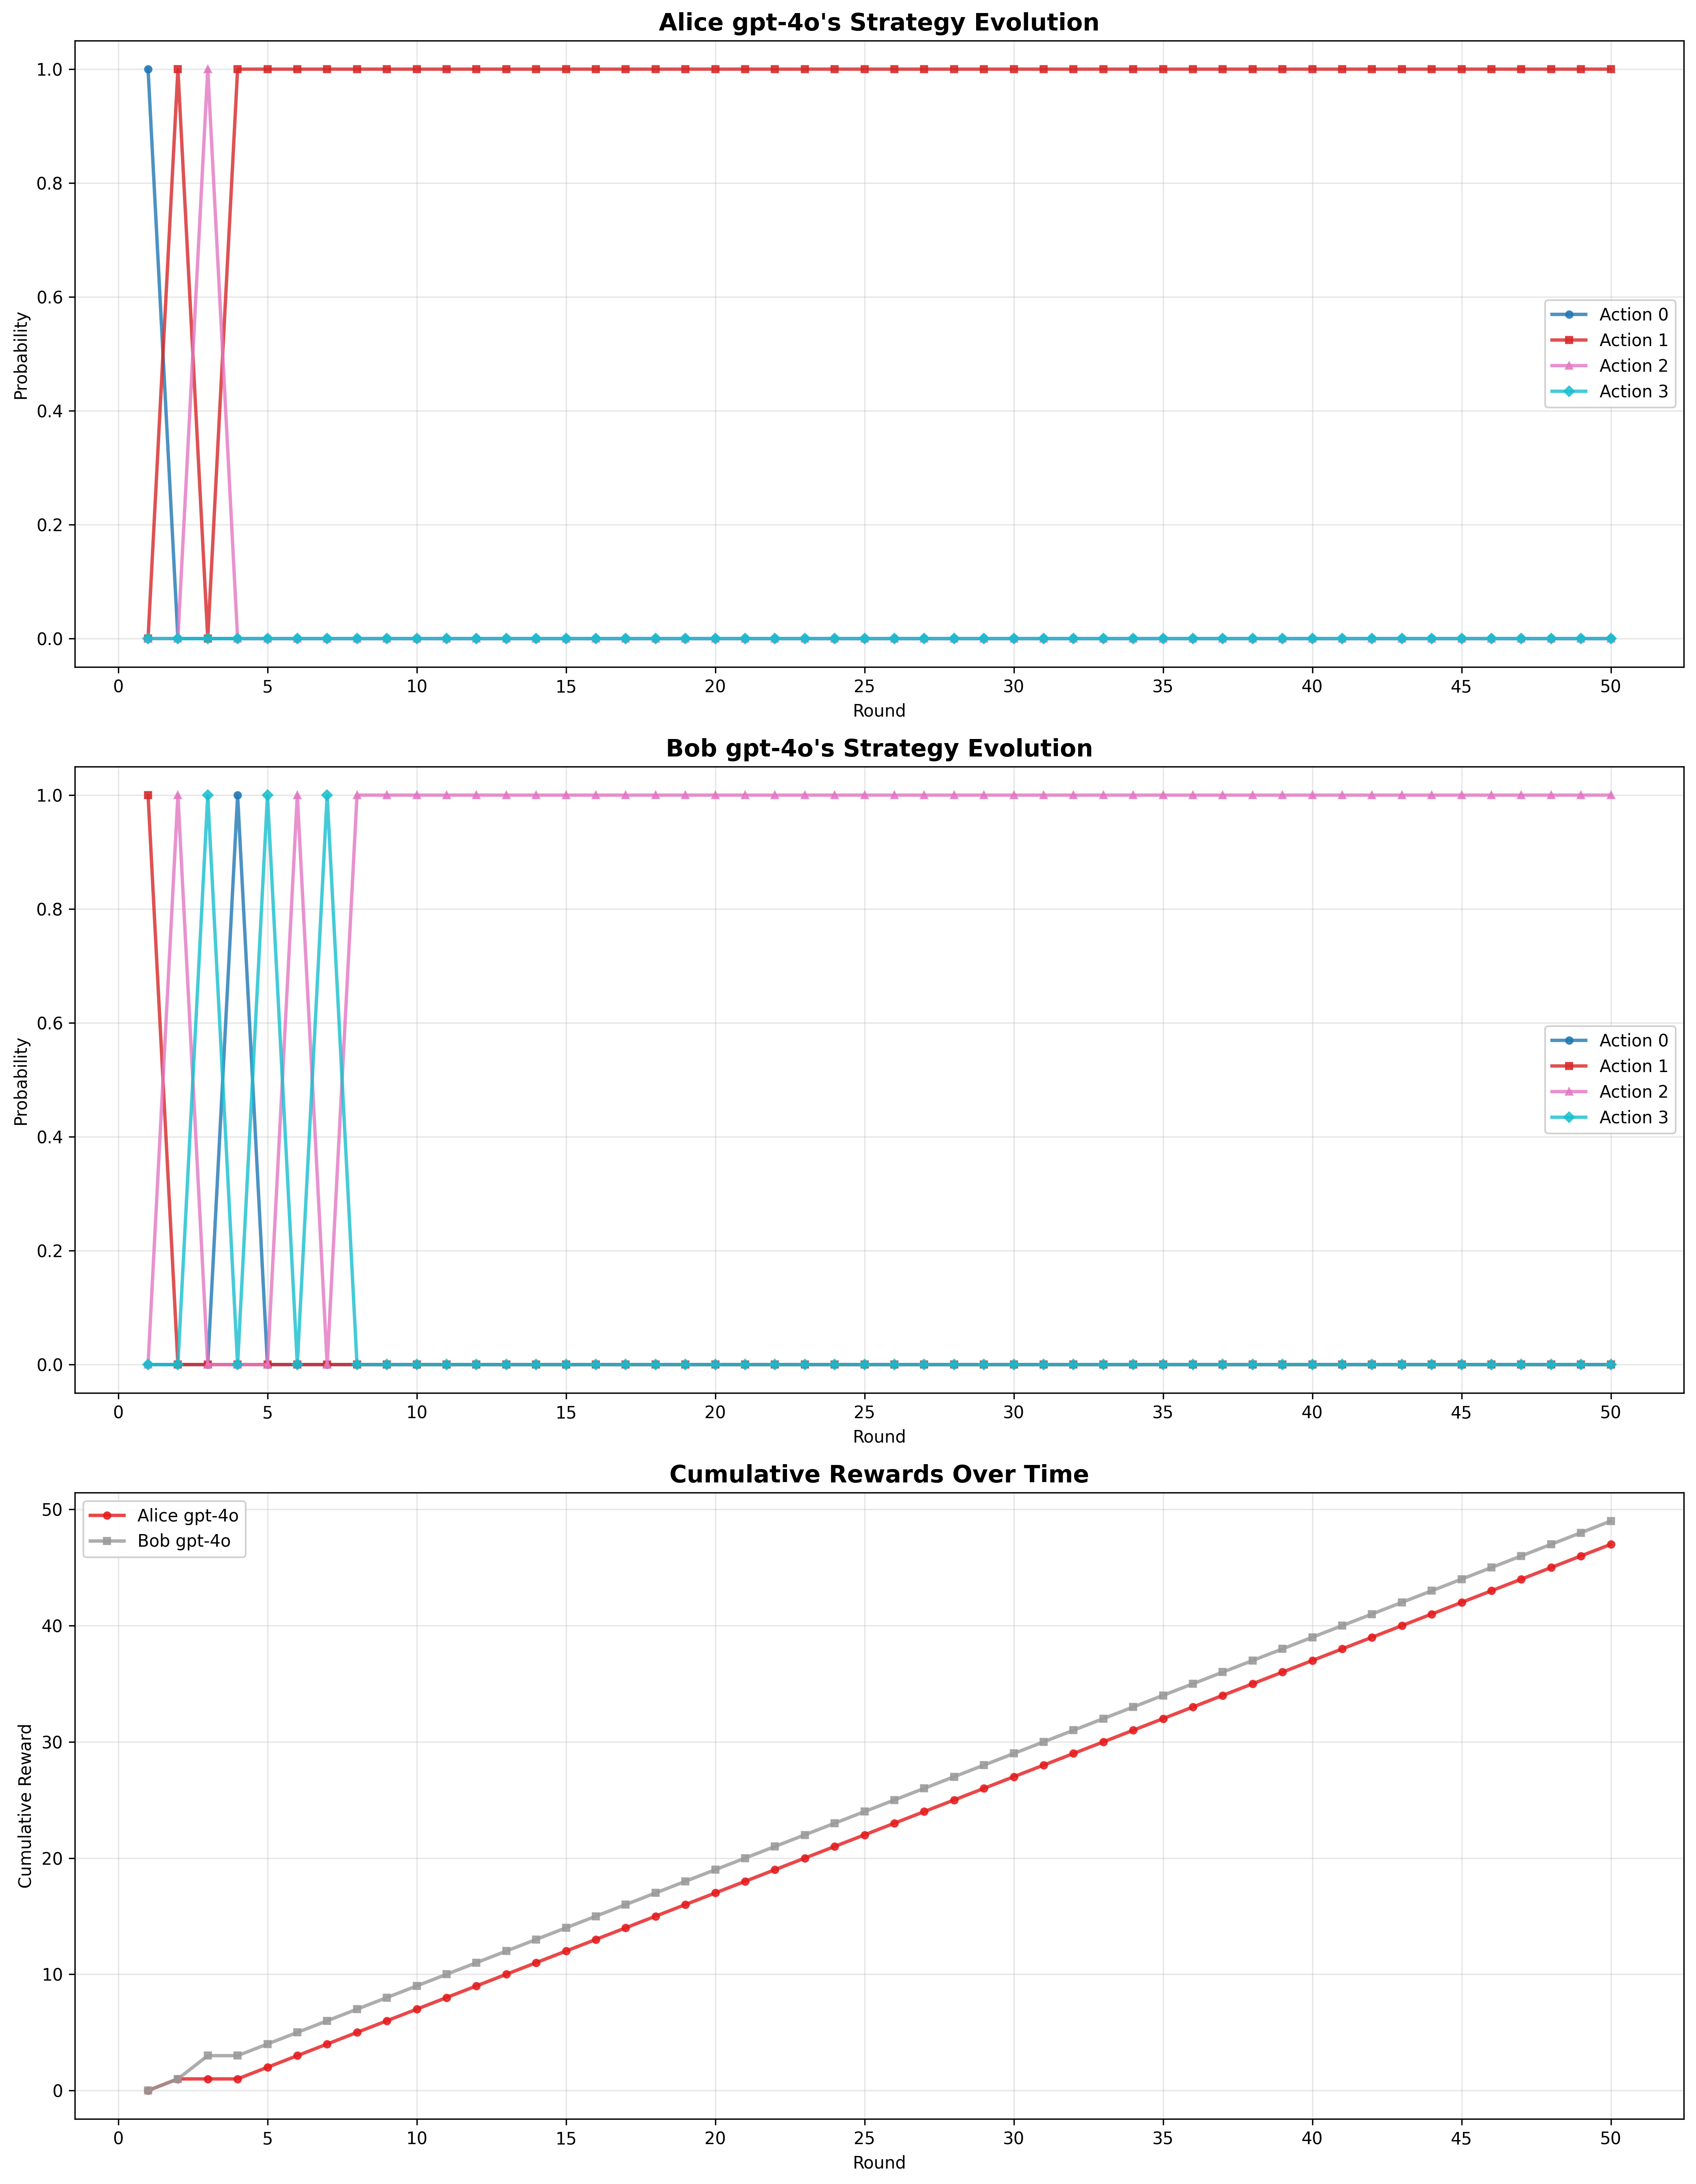 Alice gpt-4o's Strategy Evolution
1.0
0.8
0.6
0.4
0.2
0.0
Probability
Action 0
Action 1
Action 2
Action 3
0 5 10 15 20 25 30 35 40 45 50
Round
Bob gpt-4o's Strategy Evolution
1.0
0.8
0.6
0.4
0.2
0.0
Probability
Action 0
Action 1
Action 2
Action 3
0 5 10 15 20 25 30 35 40 45 50
Round
Cumulative Rewards Over Time
Alice gpt-4o
Bob gpt-4o
50
40
30
20
10
0
Cumulative Reward
0 5 10 15 20 25 30 35 40 45 50
Round